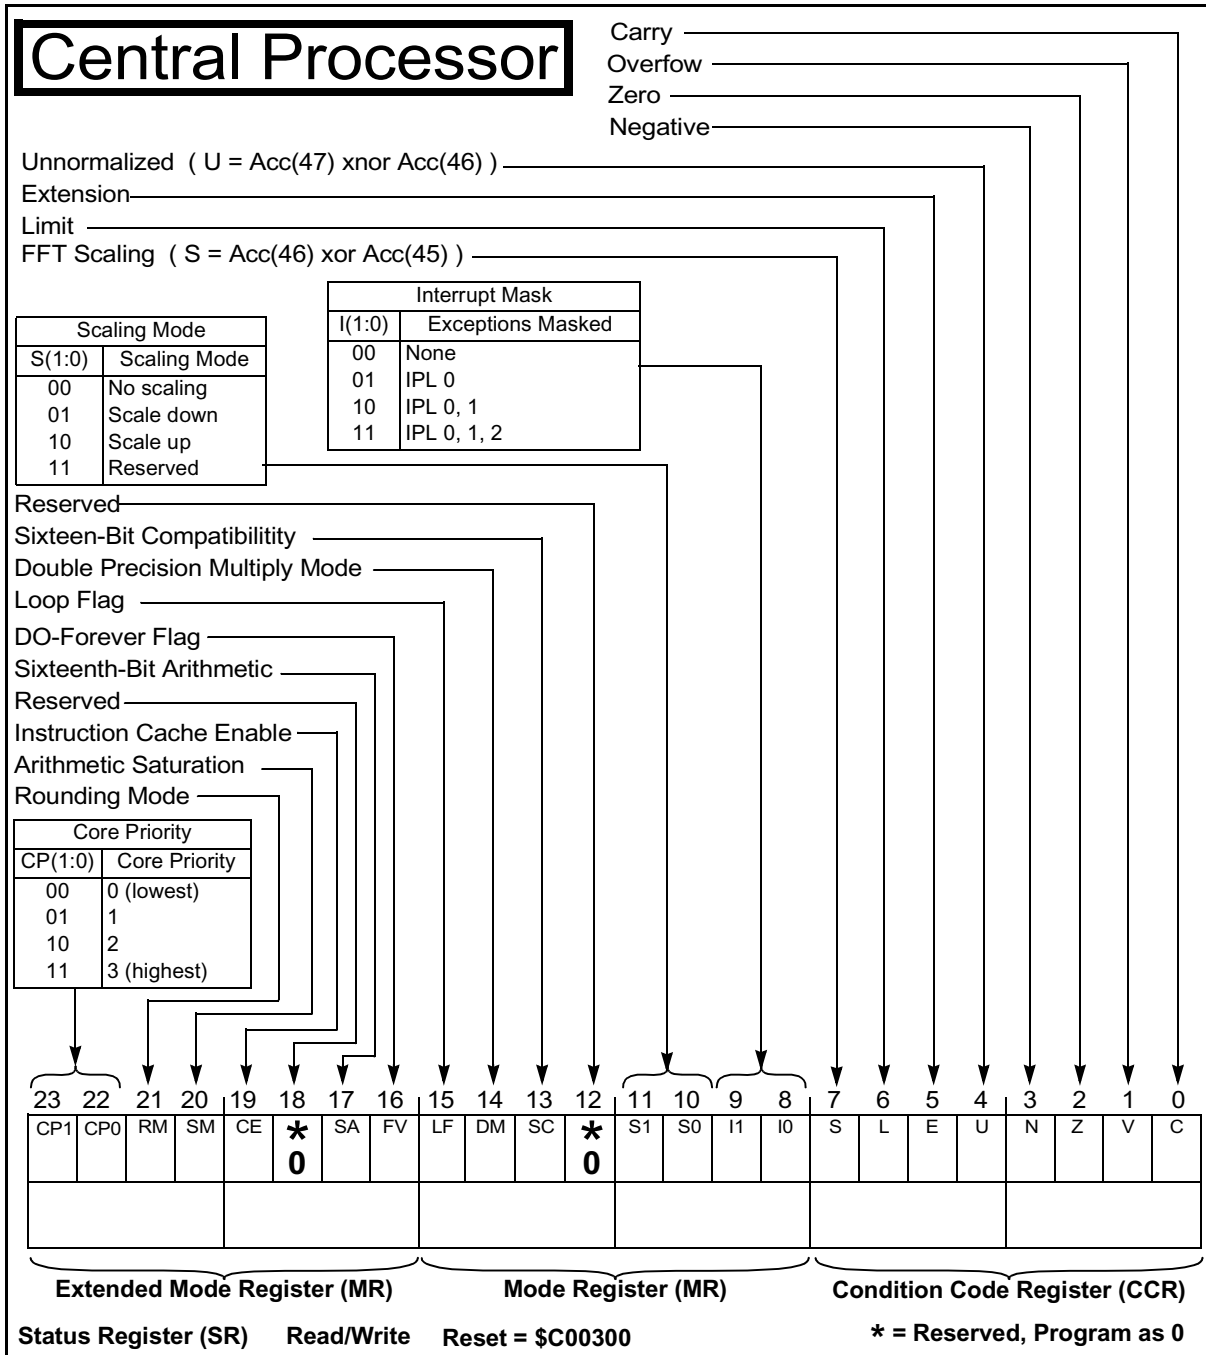 Central Processor
Carry
Overfow
Zero
Negative
Unnormalized ( U = Acc(47) xnor Acc(46) )
Extension
Limit
FFT Scaling ( S = Acc(46) xor Acc(45) )
Interrupt Mask
I(1:0) Exceptions Masked
00 None
01 IPL 0
10 IPL 0, 1
11 IPL 0, 1, 2
Scaling Mode
S(1:0) Scaling Mode
00 No scaling
01 Scale down
10 Scale up
11 Reserved
Reserved
Sixteen-Bit Compatibilitity
Double Precision Multiply Mode
Loop Flag
DO-Forever Flag
Sixteenth-Bit Arithmetic
Reserved
Instruction Cache Enable
Arithmetic Saturation
Rounding Mode
Core Priority
CP(1:0) Core Priority
00 0 (lowest)
01 1
10 2
11 3 (highest)
23 22 21 20 19 18 17 16 15 14 13 12 11 10 9 8 7 6 5 4 3 2 1 0
CP1 CP0 RM SM CE * SA FV LF DM SC * S1 S0 I1 I0 S L E U N Z V C
0 0
Extended Mode Register (MR) Mode Register (MR) Condition Code Register (CCR)
Status Register (SR) Read/Write Reset = $C00300 * = Reserved, Program as 0